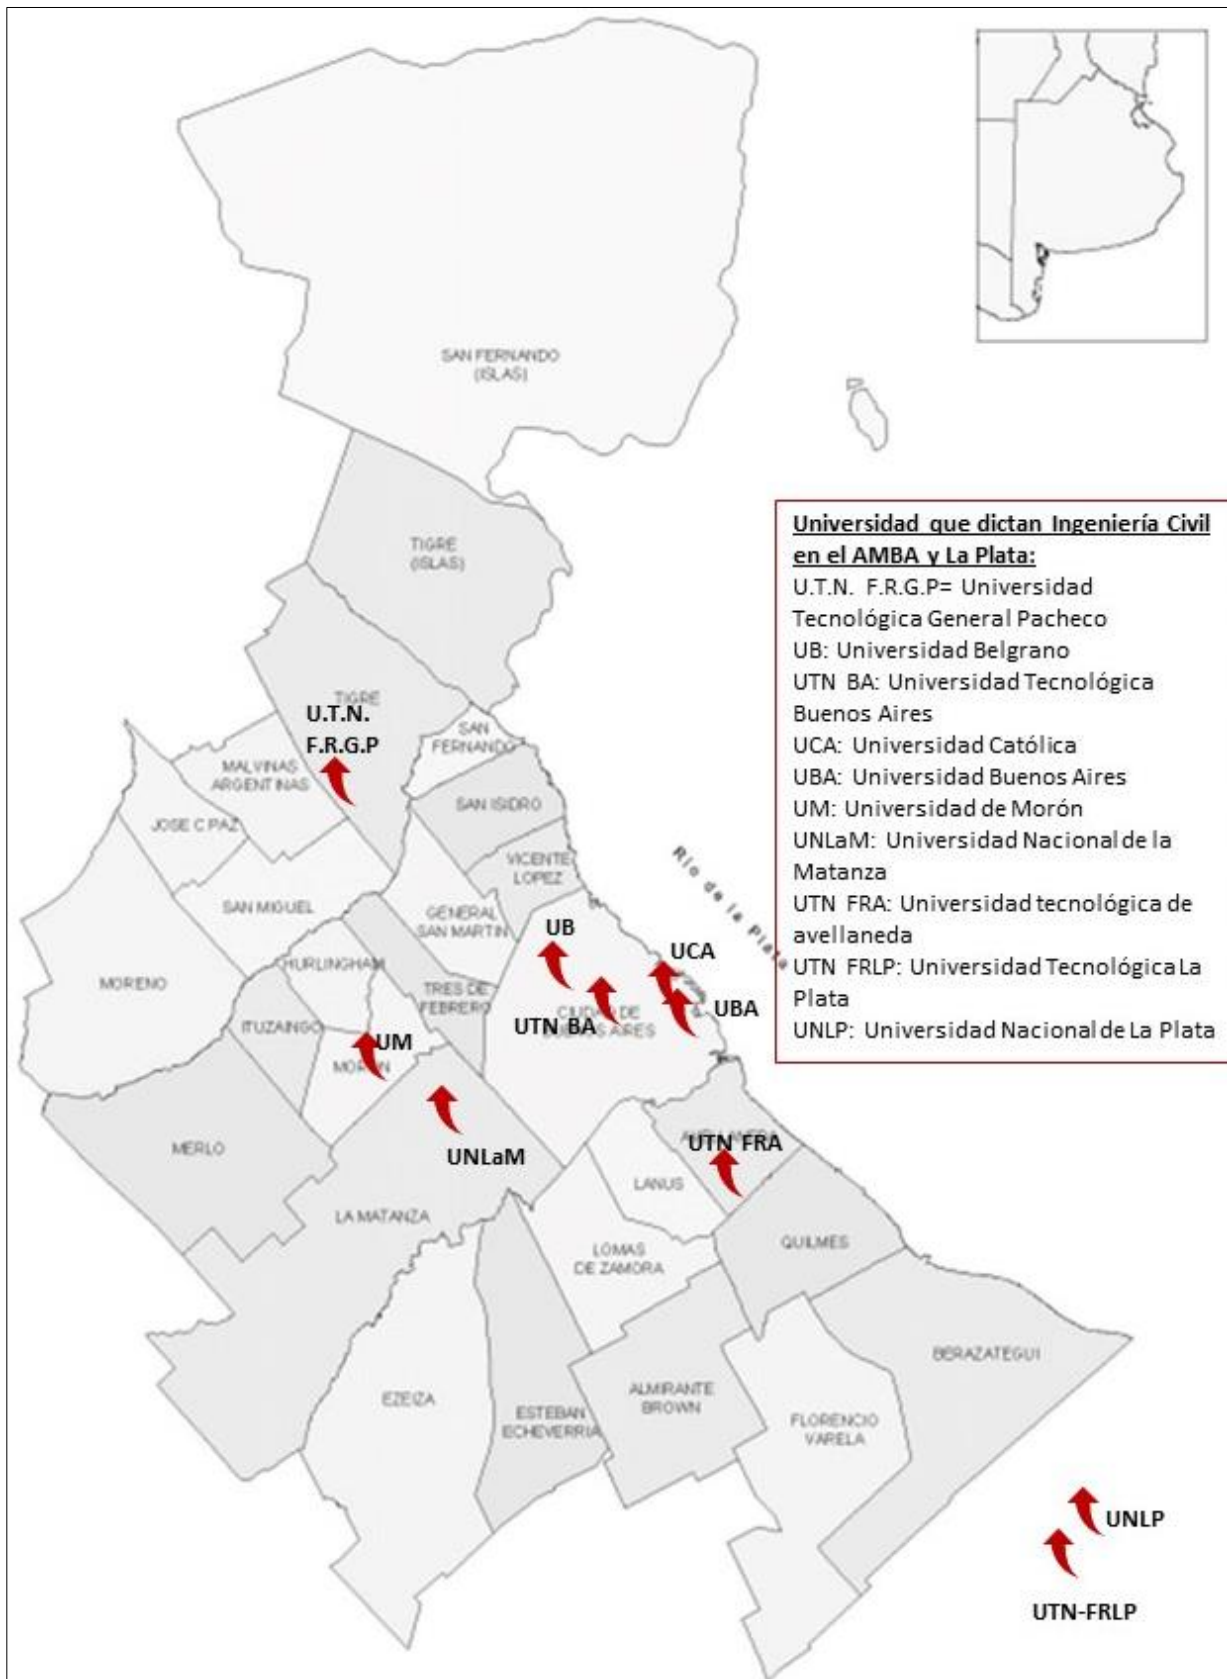 SAN FERNANDO
(ISLAS)
TIGRE
(ISLAS)
Universidad que dictan Ingeniería Civil
en el AMBA y La Plata:
U.T.N. F.R.G.P= Universidad
Tecnológica General Pacheco
UB: Universidad Belgrano
UTN BA: Universidad Tecnológica
Buenos Aires
UCA: Universidad Católica
UBA: Universidad Buenos Aires
UM: Universidad de Morón
UNLaM: Universidad Nacional de la
Matanza
UTN FRA: Universidad tecnológica de
avellaneda
UTN FRLP: Universidad Tecnológica La
Plata
UNLP: Universidad Nacional de La Plata
TIGRE
U.T.N.
F.R.G.P
SAN
FERNANDO
MALVINAS
ARGENTINAS
SAN ISIDRO
JOSE C PAZ
VICENTE
LOPEZ
Río de la Plata
SAN MIGUEL
GENERAL
SAN MARTIN
UB
UCA
HURLINGHAM
MORENO
TRES DE
FEBRERO
CIUDAD DE
BUENOS AIRES
UBA
UTN BA
ITUZAINGO
UM
MORON
UNLaM
MERLO
AVELLANEDA
UTN FRA
LANUS
LA MATANZA
QUILMES
LOMAS
DE ZAMORA
BERAZATEGUI
EZEIZA
ALMIRANTE
BROWN
ESTEBAN
ECHEVERRIA
FLORENCIO
VARELA
UNLP
UTN-FRLP